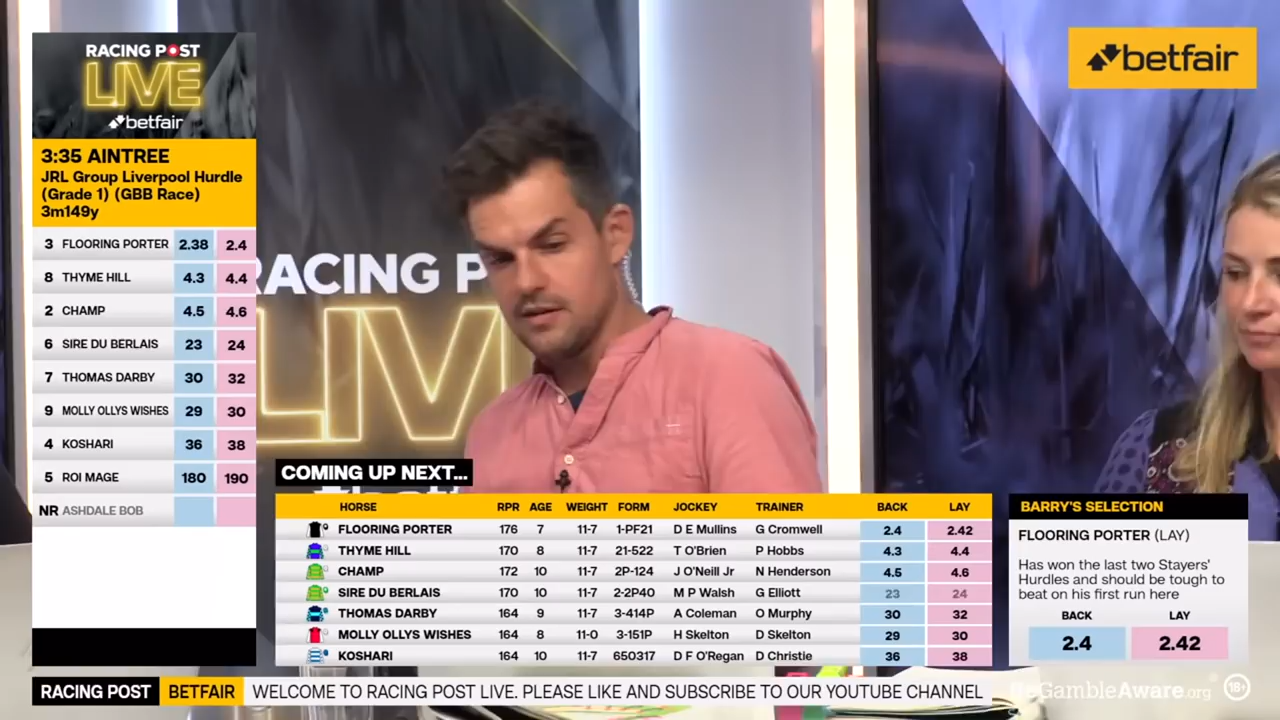 RACING POST
LIVE
betfair
3:35 AINTREE
JRL Group Liverpool Hurdle
(Grade 1) (GBB Race)
3m149y
3 FLOORING PORTER 2.38 2.4
8 THYME HILL 4.3 4.4
2 CHAMP 4.5 4.6
6 SIRE DU BERLAIS 23 24
7 THOMAS DARBY 30 32
9 MOLLY OLLYS WISHES 29 30
4 KOSHARI 36 38
5 ROI MAGE 180 190
NR ASHDALE BOB
betfair
RACING P
LIV
COMING UP NEXT...
HORSE RPR AGE WEIGHT FORM JOCKEY TRAINER BACK LAY
FLOORING PORTER 176 7 11-7 1-PF21 D E Mullins G Cromwell 2.4 2.42
THYME HILL 170 8 11-7 21-522 T O'Brien P Hobbs 4.3 4.4
CHAMP 172 10 11-7 2P-124 J O'Neill Jr N Henderson 4.5 4.6
SIRE DU BERLAIS 170 10 11-7 2-2P40 M P Walsh G Elliott 23 24
THOMAS DARBY 164 9 11-7 3-414P A Coleman O Murphy 30 32
MOLLY OLLYS WISHES 164 8 11-0 3-151P H Skelton D Skelton 29 30
KOSHARI 164 10 11-7 650317 D F O'Regan D Christie 36 38
BARRY'S SELECTION
FLOORING PORTER (LAY)
Has won the last two Stayers'
Hurdles and should be tough to
beat on his first run here
BACK LAY
2.4 2.42
RACING POST BETFAIR WELCOME TO RACING POST LIVE. PLEASE LIKE AND SUBSCRIBE TO OUR YOUTUBE CHANNEL
BeGambleAware.org 18+